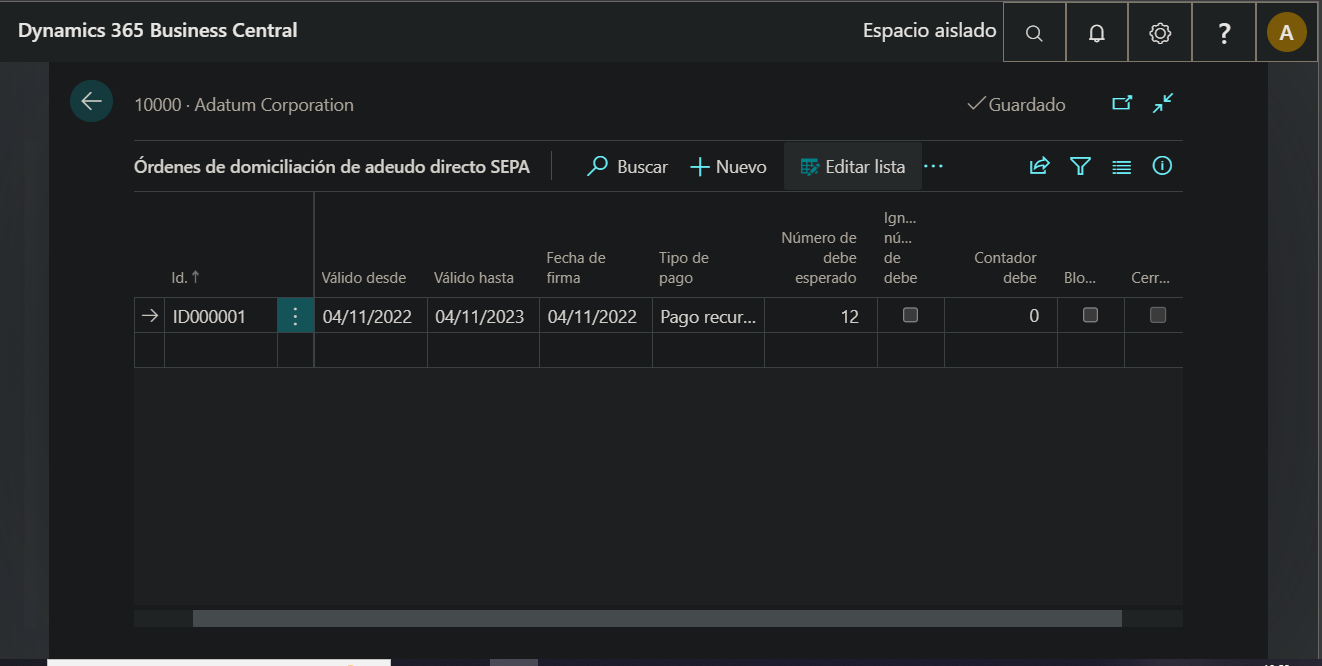 Dynamics 365 Business Central
Espacio aislado
?
A
10000 · Adatum Corporation
Guardado
Órdenes de domiciliación de adeudo directo SEPA
Buscar
Nuevo
Editar lista
...
Id. ↑
Válido desde
Válido hasta
Fecha de
firma
Tipo de
pago
Número de
debe
esperado
Ign...
nú...
de
debe
Contador
debe
Blo...
Cerr...
→ ID000001 04/11/2022 04/11/2023 04/11/2022 Pago recur... 12 0